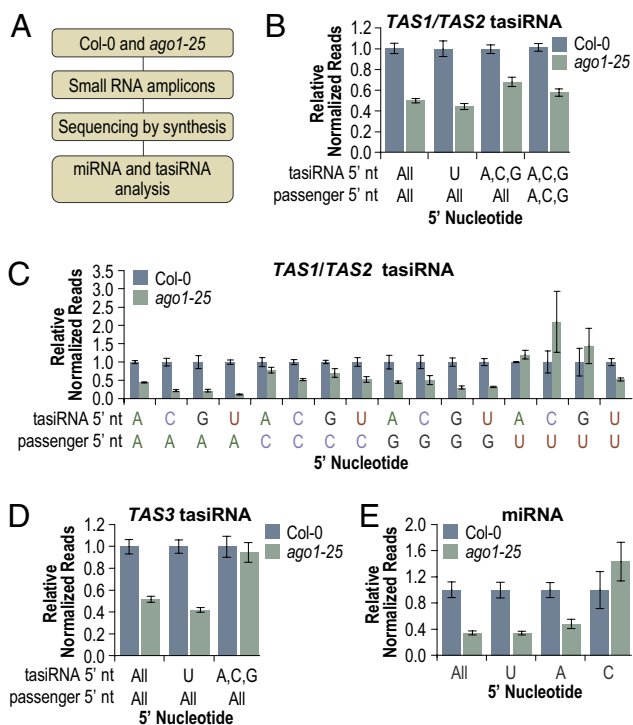 A
Col-0 and ago1-25
Small RNA amplicons
Sequencing by synthesis
miRNA and tasiRNA
analysis
B
TAS1/TAS2 tasiRNA
Relative
Normalized Reads
1.2
1.0
0.8
0.6
0.4
0.2
0
Col-0
ago1-25
tasiRNA 5' nt All U A,C,G A,C,G
passenger 5' nt All All All A,C,G
5' Nucleotide
C
TAS1/TAS2 tasiRNA
Relative
Normalized Reads
3.5
3.0
2.5
2.0
1.5
1.0
0.5
0.0
Col-0
ago1-25
tasiRNA 5' nt A C G U A C G U A C G U A C G U
passenger 5' nt A A A A C C C C G G G G U U U U
5' Nucleotide
D
TAS3 tasiRNA
Relative
Normalized Reads
1.2
1.0
0.8
0.6
0.4
0.2
0
Col-0
ago1-25
tasiRNA 5' nt All U A,C,G
passenger 5' nt All All All
5' Nucleotide
E
miRNA
Relative
Normalized Reads
2.0
1.6
1.2
0.8
0.4
0.0
Col-0
ago1-25
All U A C
5' Nucleotide